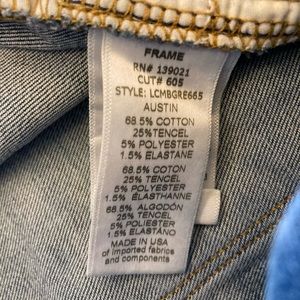 FRAME
RN# 139021
CUT# 605
STYLE: LCMBGRE665
AUSTIN
68.5% COTTON
25%TENCEL
5% POLYESTER
1.5% ELASTANE
68.5% COTON
25% TENCEL
5% POLYESTER
1.5% ELASTHANNE
68.5% ALGODÓN
25% TENCEL
5% POLIESTER
1.5% ELASTANO
MADE IN USA
of imported fabrics
and components